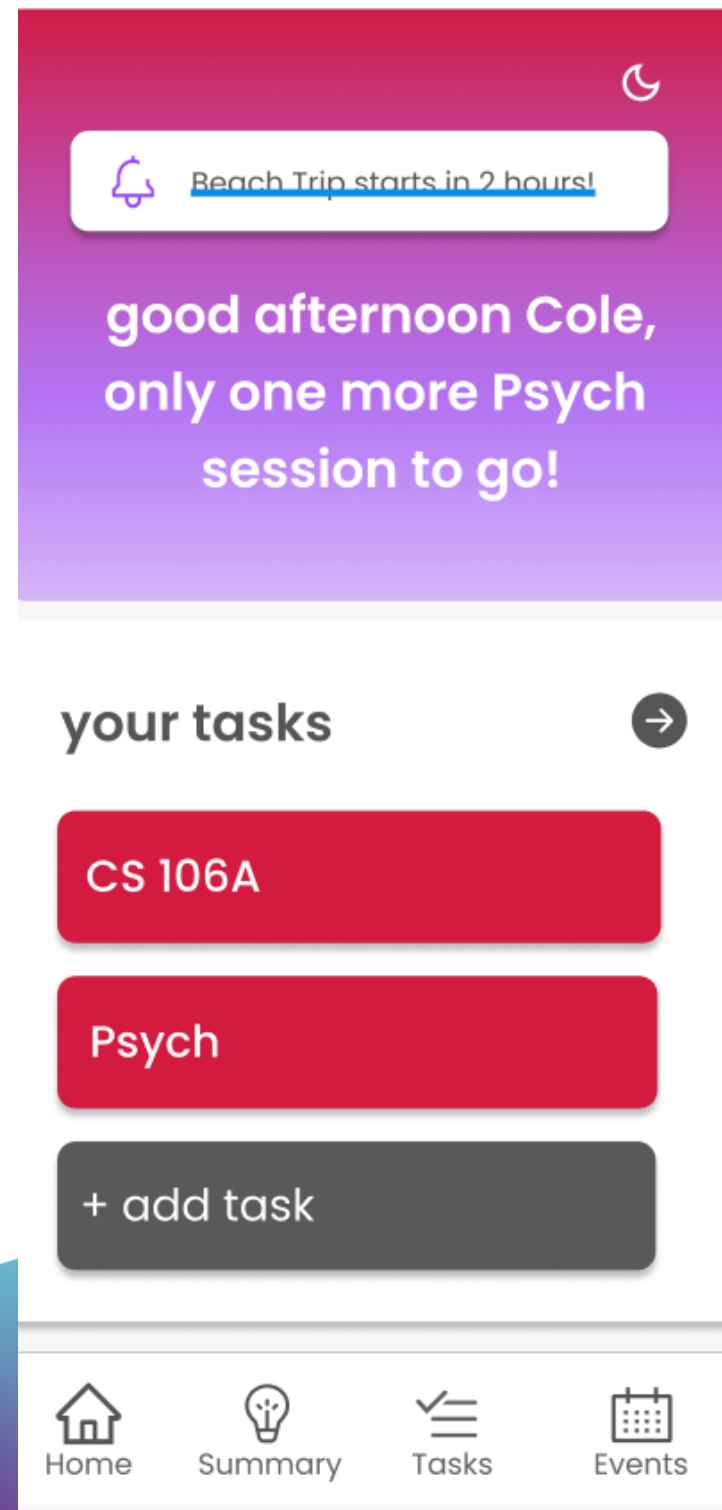 Beach Trip starts in 2 hours!
good afternoon Cole,
only one more Psych
session to go!
your tasks
CS 106A
Psych
+ add task
Home Summary Tasks Events